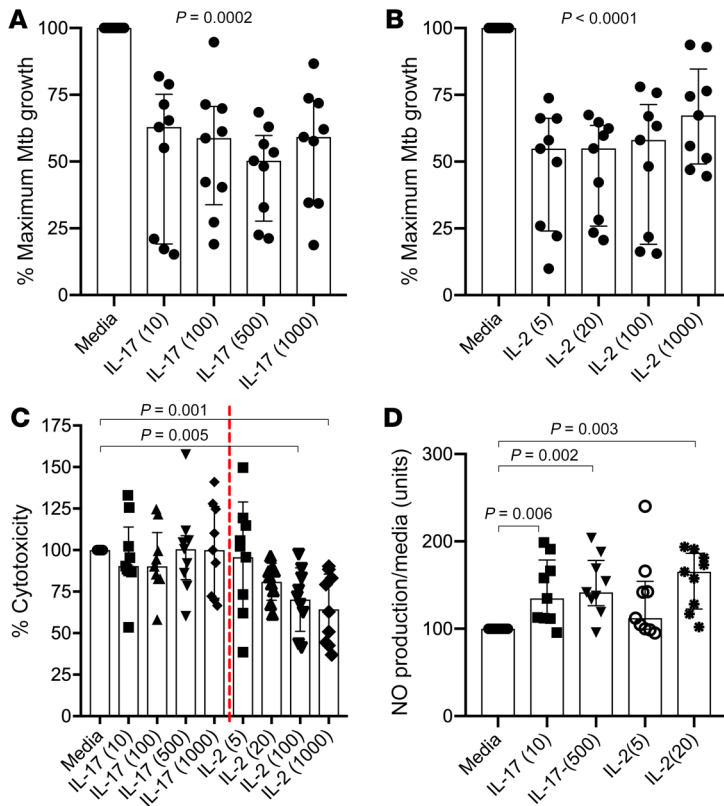 A
P = 0.0002
% Maximum Mtb growth
100
75
50
25
0
Media
IL-17 (10)
IL-17 (100)
IL-17 (500)
IL-17 (1000)
B
P < 0.0001
% Maximum Mtb growth
100
75
50
25
0
Media
IL-2 (5)
IL-2 (20)
IL-2 (100)
IL-2 (1000)
C
P = 0.001
P = 0.005
% Cytotoxicity
175
150
125
100
75
50
25
0
Media
IL-17 (10)
IL-17 (100)
IL-17 (500)
IL-17 (1000)
IL-2 (5)
IL-2 (20)
IL-2 (100)
IL-2 (1000)
D
P = 0.003
P = 0.002
P = 0.006
NO production/media (units)
300
200
150
100
50
0
Media
IL-17 (10)
IL-17-(500)
IL-2(5)
IL-2(20)